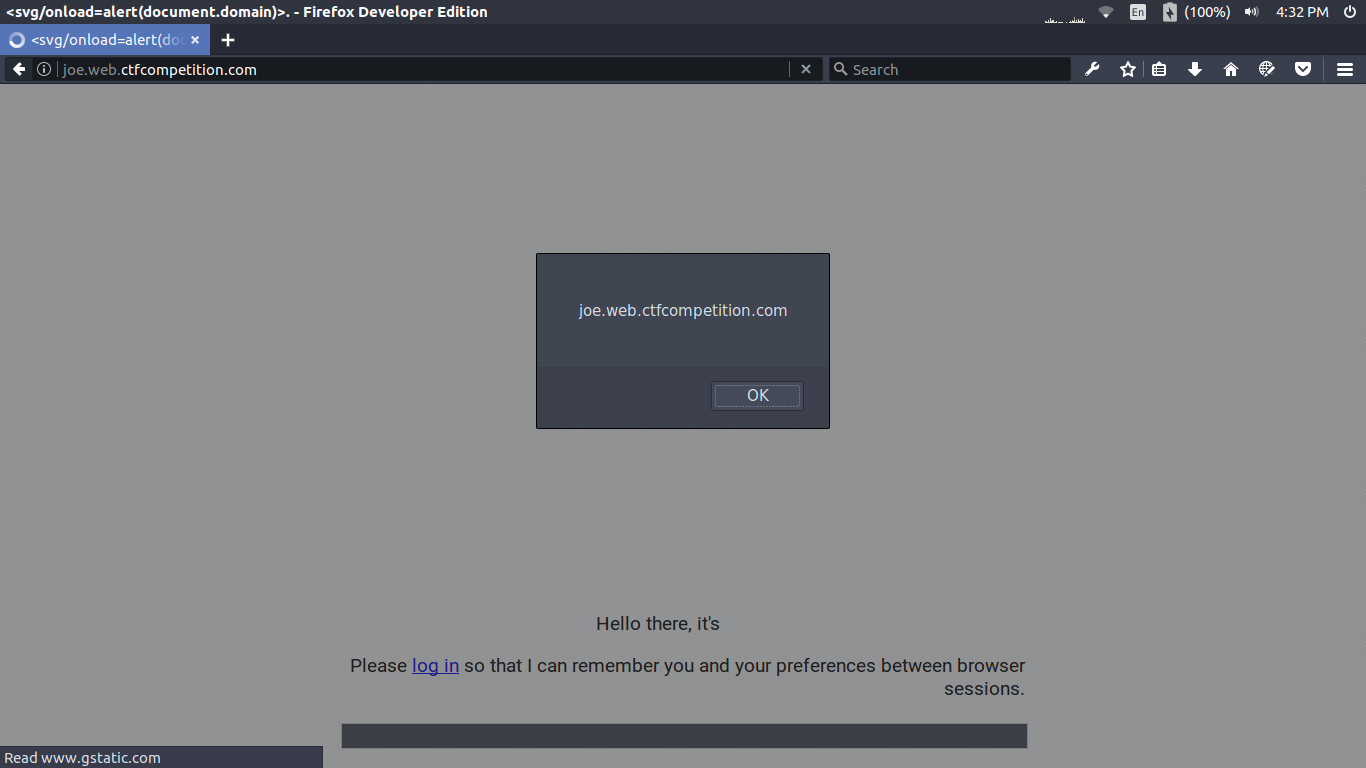 <svg/onload=alert(document.domain)>. - Firefox Developer Edition
En (100%) 4:32 PM
<svg/onload=alert(do
joe.web.ctfcompetition.com
Search
joe.web.ctfcompetition.com
OK
Hello there, it's
Please log in so that I can remember you and your preferences between browser
sessions.
Read www.gstatic.com